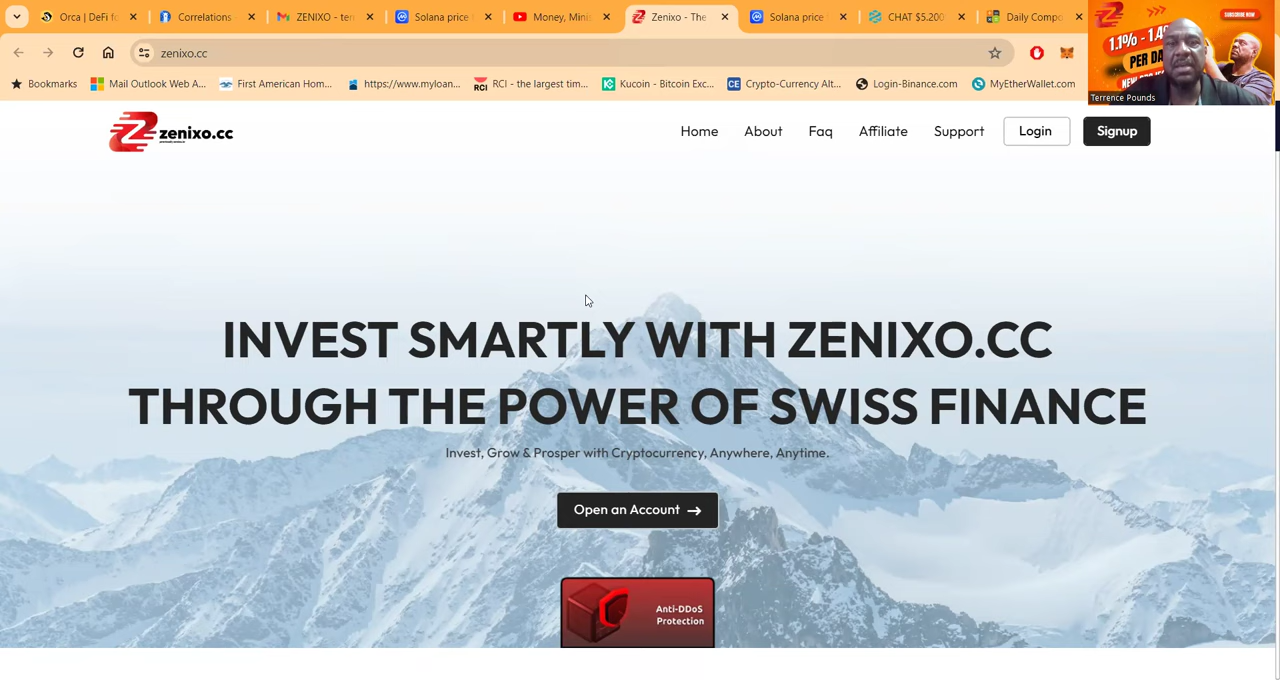 Orca | DeFi fo
Correlations
ZENIXO - terr
Solana price
Money, Minis
Zenixo - The
Solana price
CHAT $5.200
Daily Compo
zenixo.cc
Bookmarks
Mail Outlook Web A...
First American Hom...
https://www.myloan...
RCI - the largest tim...
Kucoin - Bitcoin Exc...
Crypto-Currency Alt...
Login-Binance.com
MyEtherWallet.com
SUBSCRIBE NOW
1.1% - 1.4
PER DA
Terrence Pounds
zenixo.cc
Home
About
Faq
Affiliate
Support
Login
Signup
INVEST SMARTLY WITH ZENIXO.CC
THROUGH THE POWER OF SWISS FINANCE
Invest, Grow & Prosper with Cryptocurrency, Anywhere, Anytime.
Open an Account →
Anti-DDoS
Protection